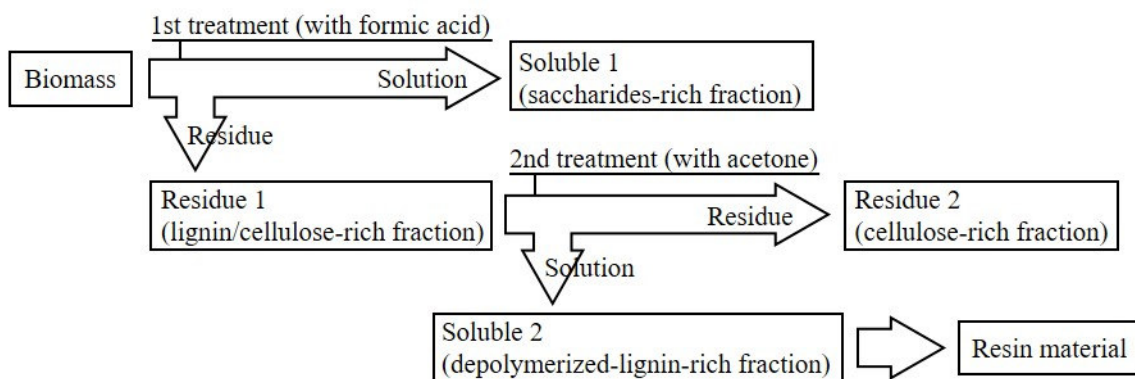 1st treatment (with formic acid)
Biomass
Solution
Soluble 1
(saccharides-rich fraction)
Residue
2nd treatment (with acetone)
Residue 1
(lignin/cellulose-rich fraction)
Residue
Residue 2
(cellulose-rich fraction)
Solution
Soluble 2
(depolymerized-lignin-rich fraction)
Resin material